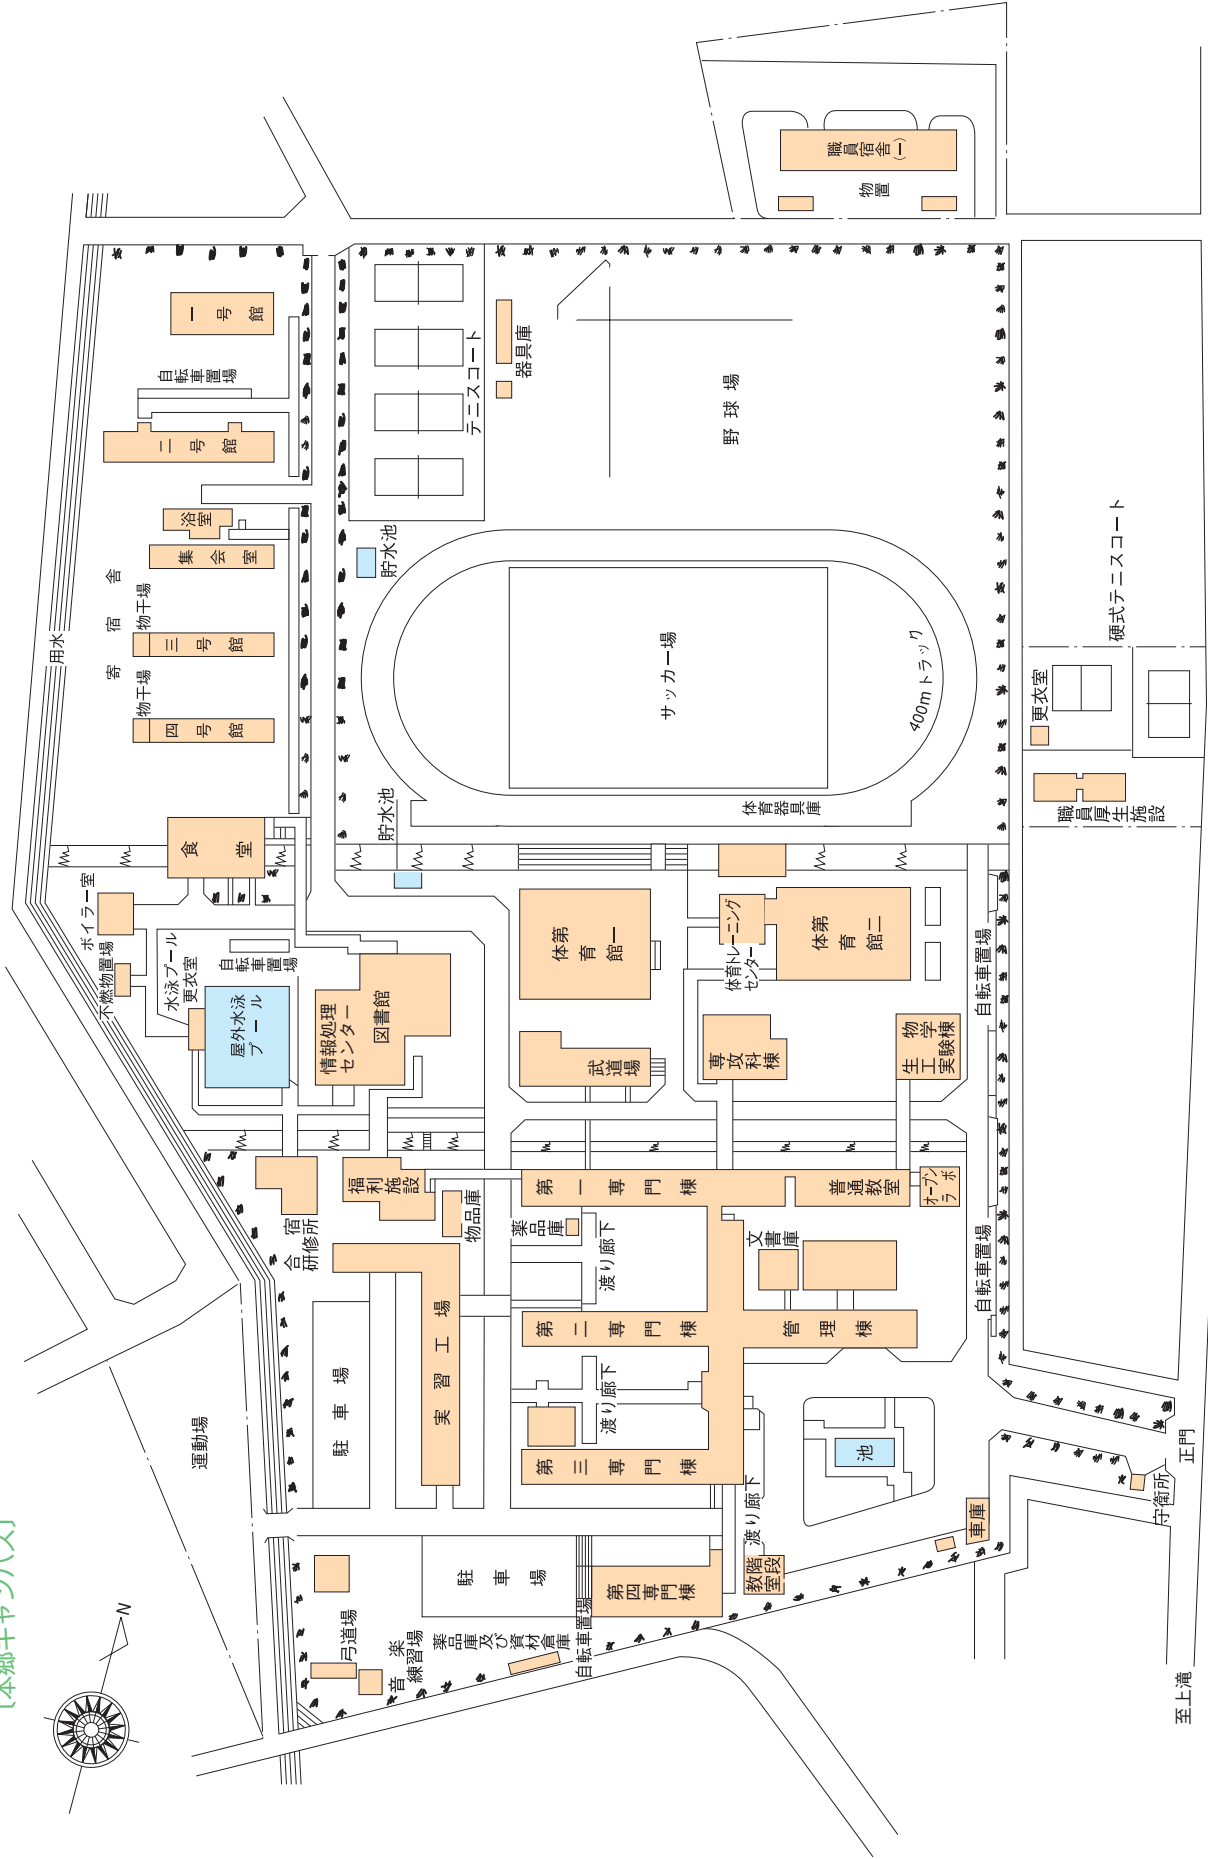 [本郷キャンパス]
N
用水
寄宿舎
一号館
自転車置場
二号館
浴室
集会室
物干場
三号館
物干場
四号館
食堂
ボイラー室
不燃物置場
水泳プール
更衣室
屋外水泳
プール
自転車置場
情報処理
センター
図書館
貯水池
貯水池
テニスコート
器具庫
野球場
サッカー場
400mトラック
体育器具庫
職員宿舎(一)
物置
硬式テニスコート
更衣室
職員厚生施設
第一
体育館
体育トレーニング
センター
第二
体育館
武道場
専攻科棟
生物工学
実験棟
自転車置場
自転車置場
合宿
研修所
福利施設
物品庫
薬品庫
渡り廊下
第一専門棟
普通教室
オープンラボ
文書庫
実習工場
第二専門棟
管理棟
渡り廊下
第三専門棟
駐車場
運動場
池
渡り廊下
駐車場
第四専門棟
階段
教室
車庫
守衛所
正門
弓道場
音楽
練習場
薬品庫及び資材倉庫
自転車置場
至上滝